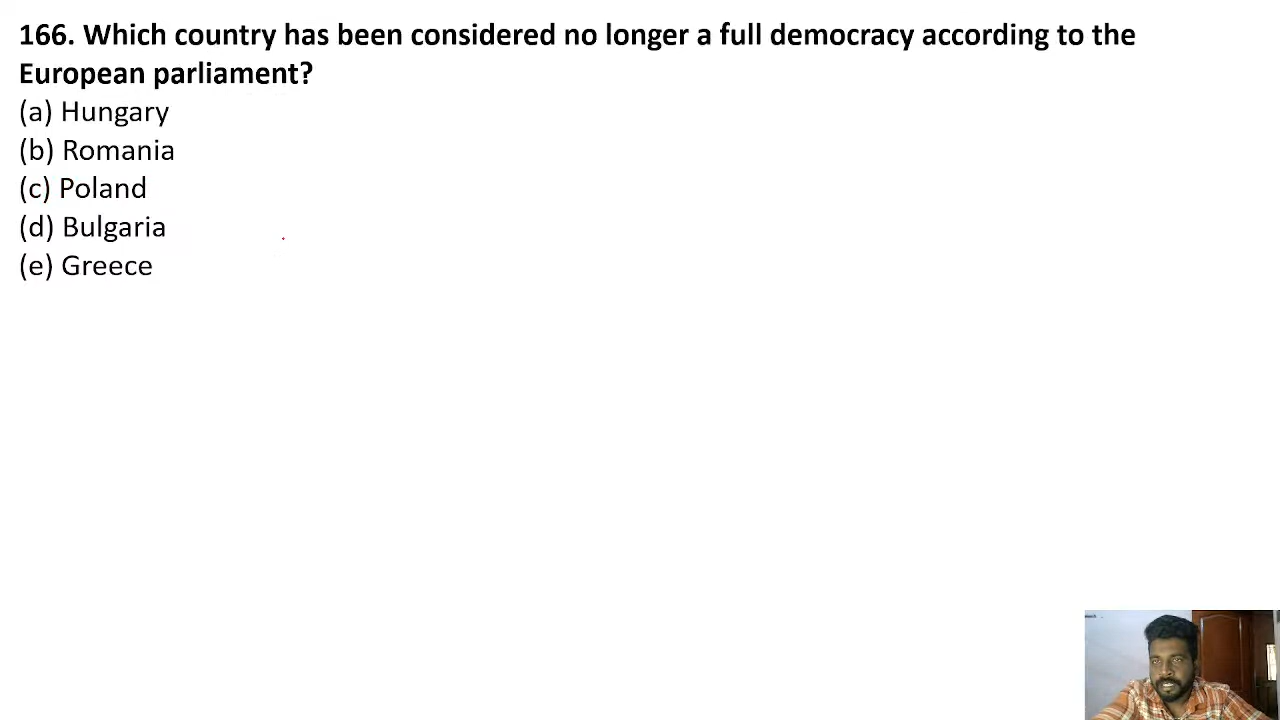 166. Which country has been considered no longer a full democracy according to the
European parliament?
(a) Hungary
(b) Romania
(c) Poland
(d) Bulgaria
(e) Greece